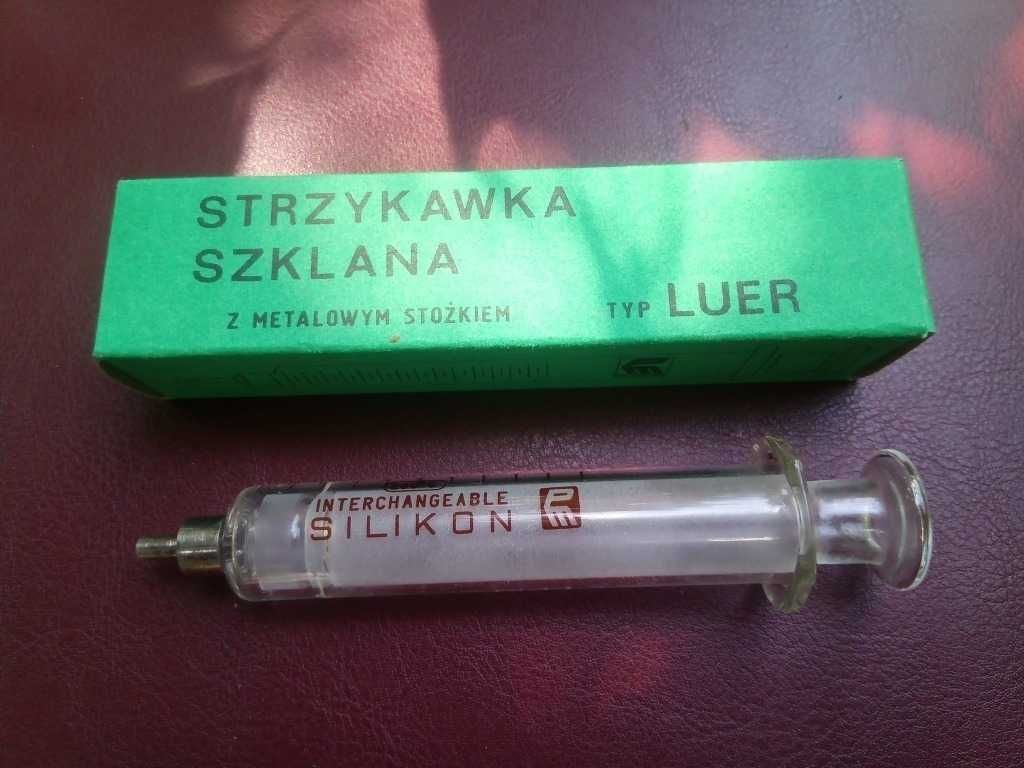 STRZYKAWKA
SZKLANA
Z METALOWYM STOŻKIEM
TYP LUER
INTERCHANGEABLE
SILIKON